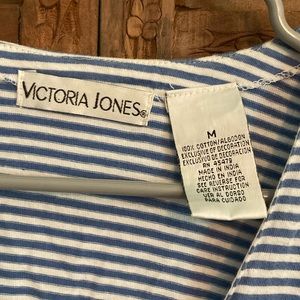 VICTORIA JONES®
M
100% COTTON/ALGODON
EXCLUSIVE OF DECORATION
EXCLUSIVO DE DECORACION
RN 45479
MADE IN INDIA
HECHO EN INDIA
SEE REVERSE FOR
CARE INSTRUCTION
VER AL DORSO
PARA CUIDADO